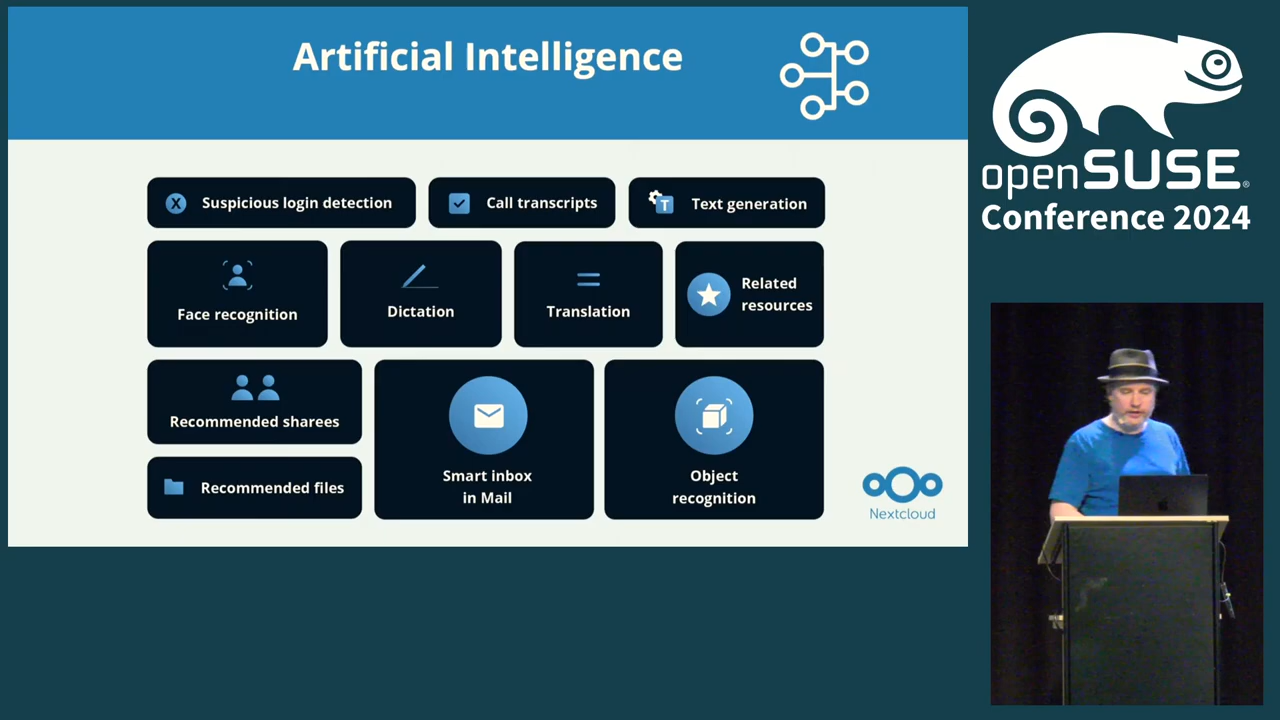 Artificial Intelligence
X
Suspicious login detection
Call transcripts
T
Text generation
Face recognition
Dictation
Translation
Related
resources
Recommended sharees
Recommended files
Smart inbox
in Mail
Object
recognition
Nextcloud
openSUSE®
Conference 2024